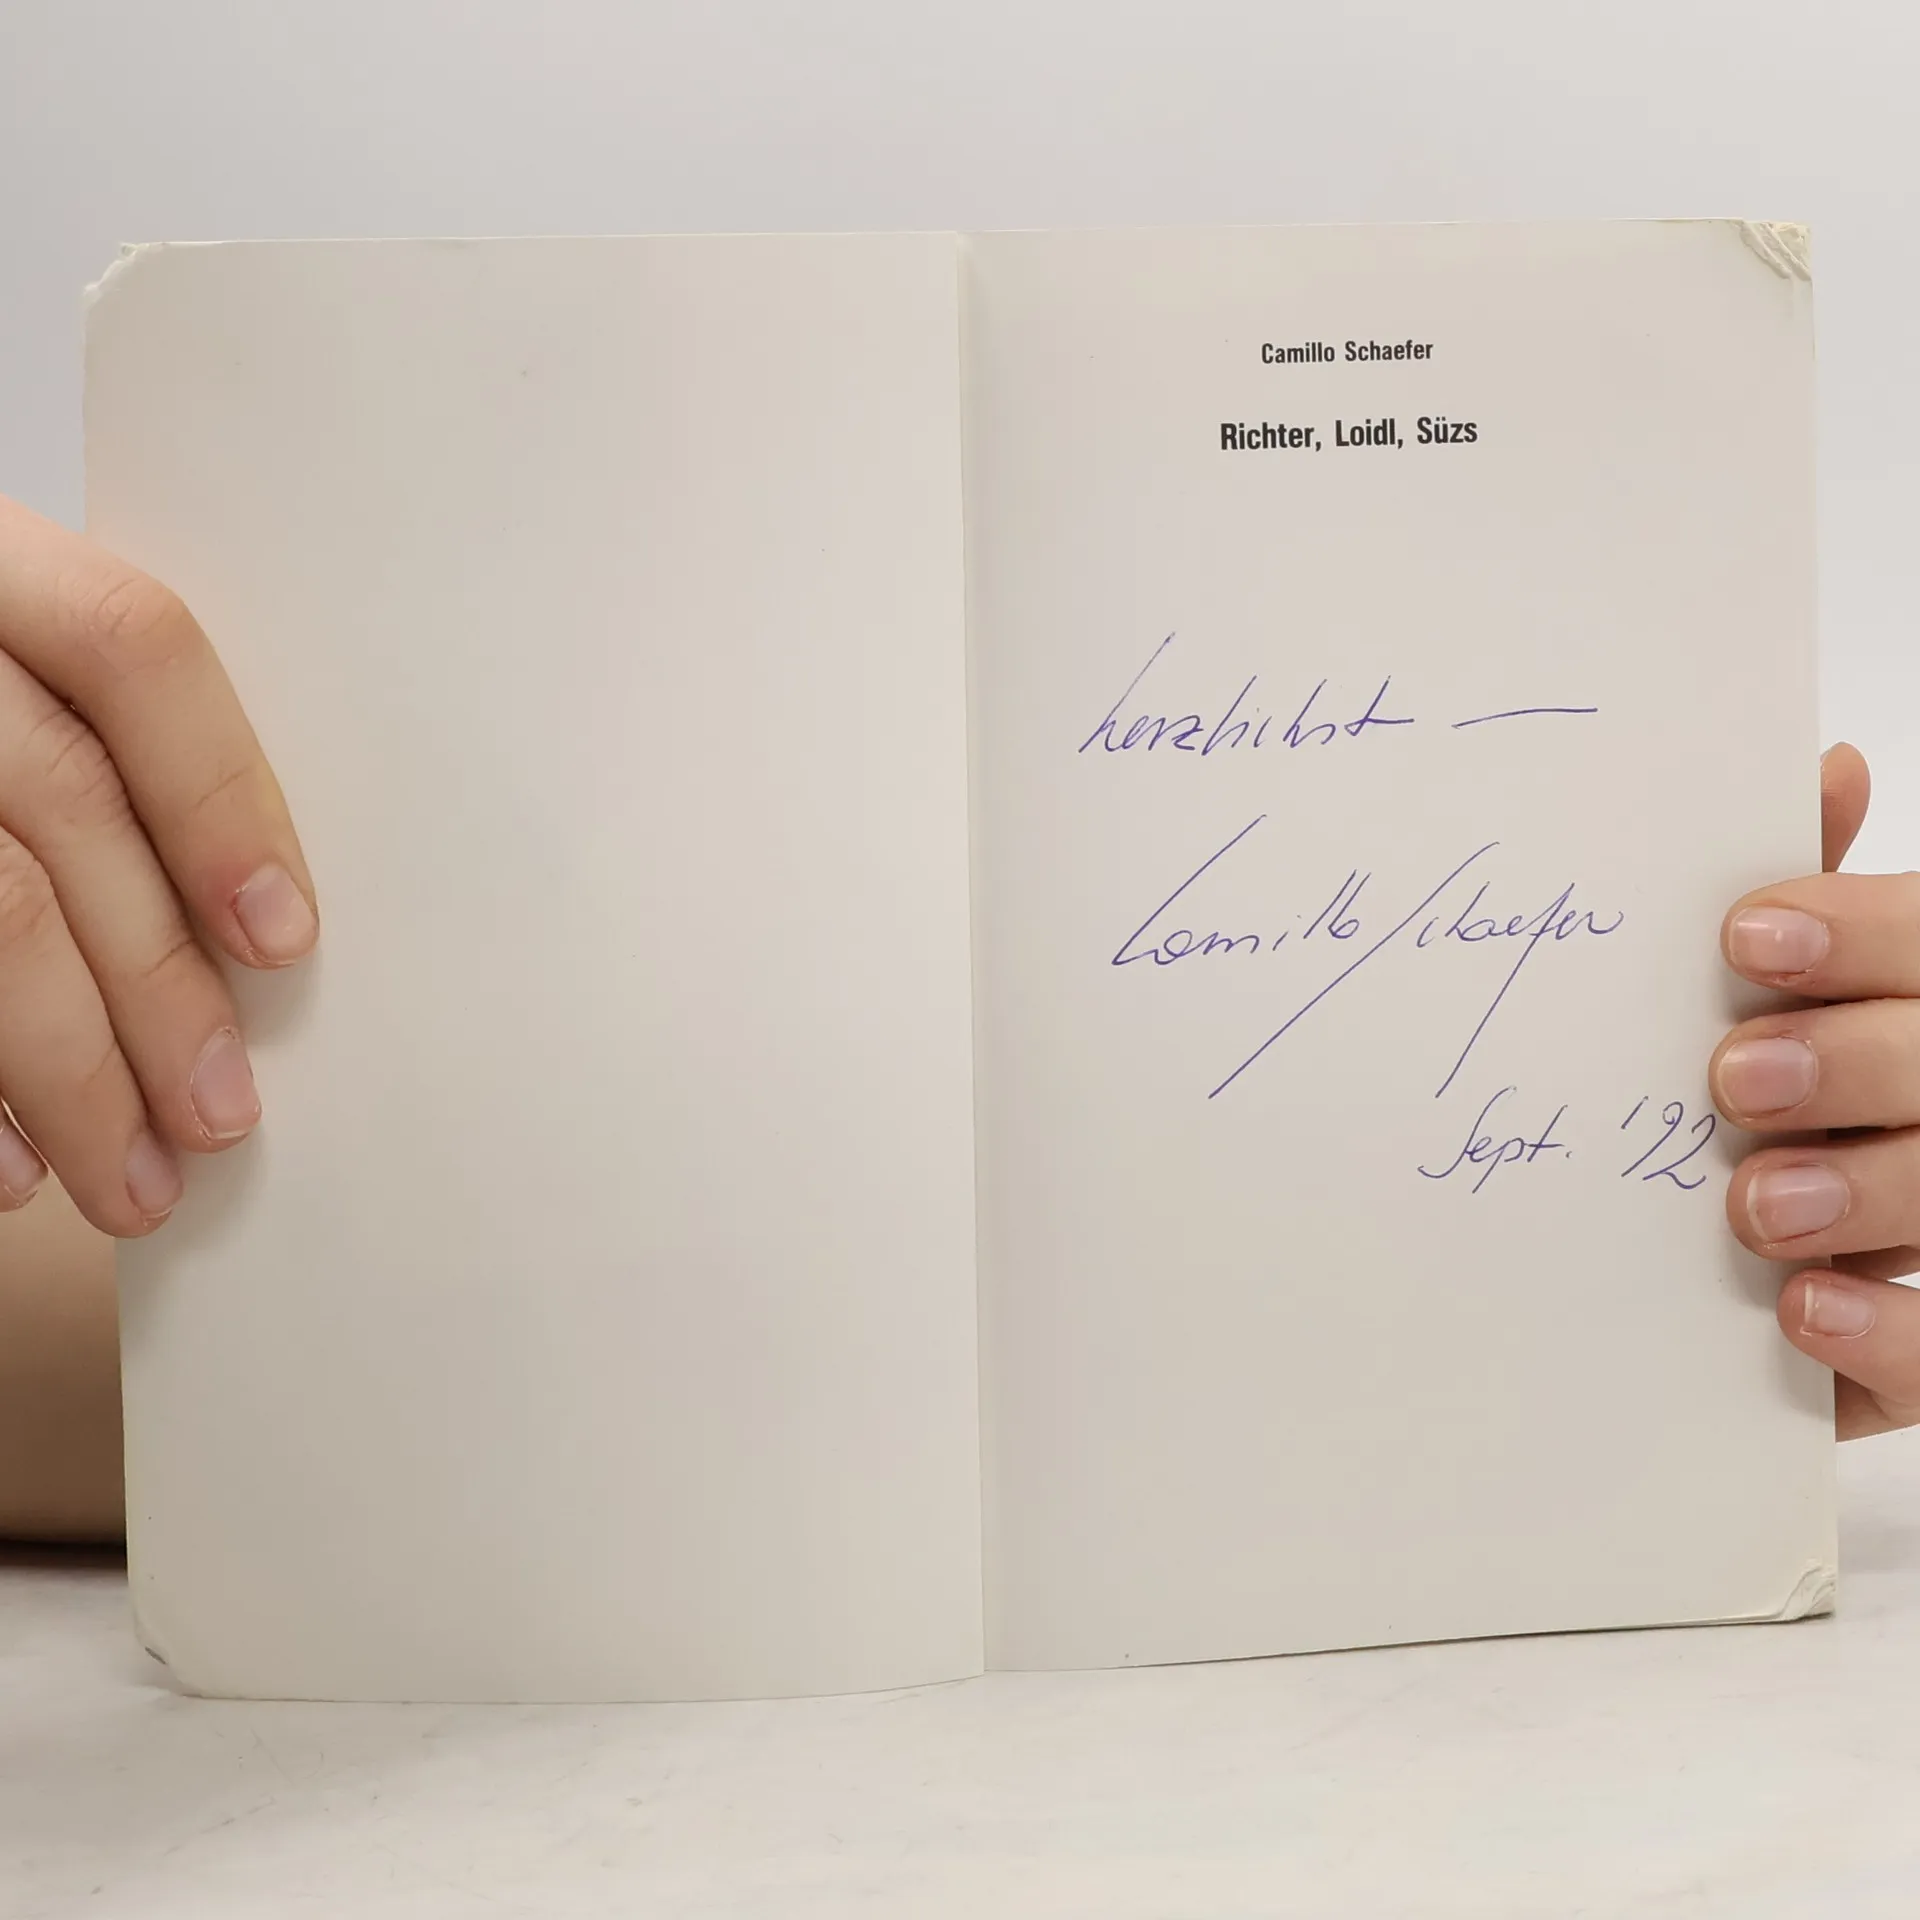 Camillo Schaefer
Richter, Loidl, Süzs
herzlichst —
Camillo Schaefer
Sept. '92